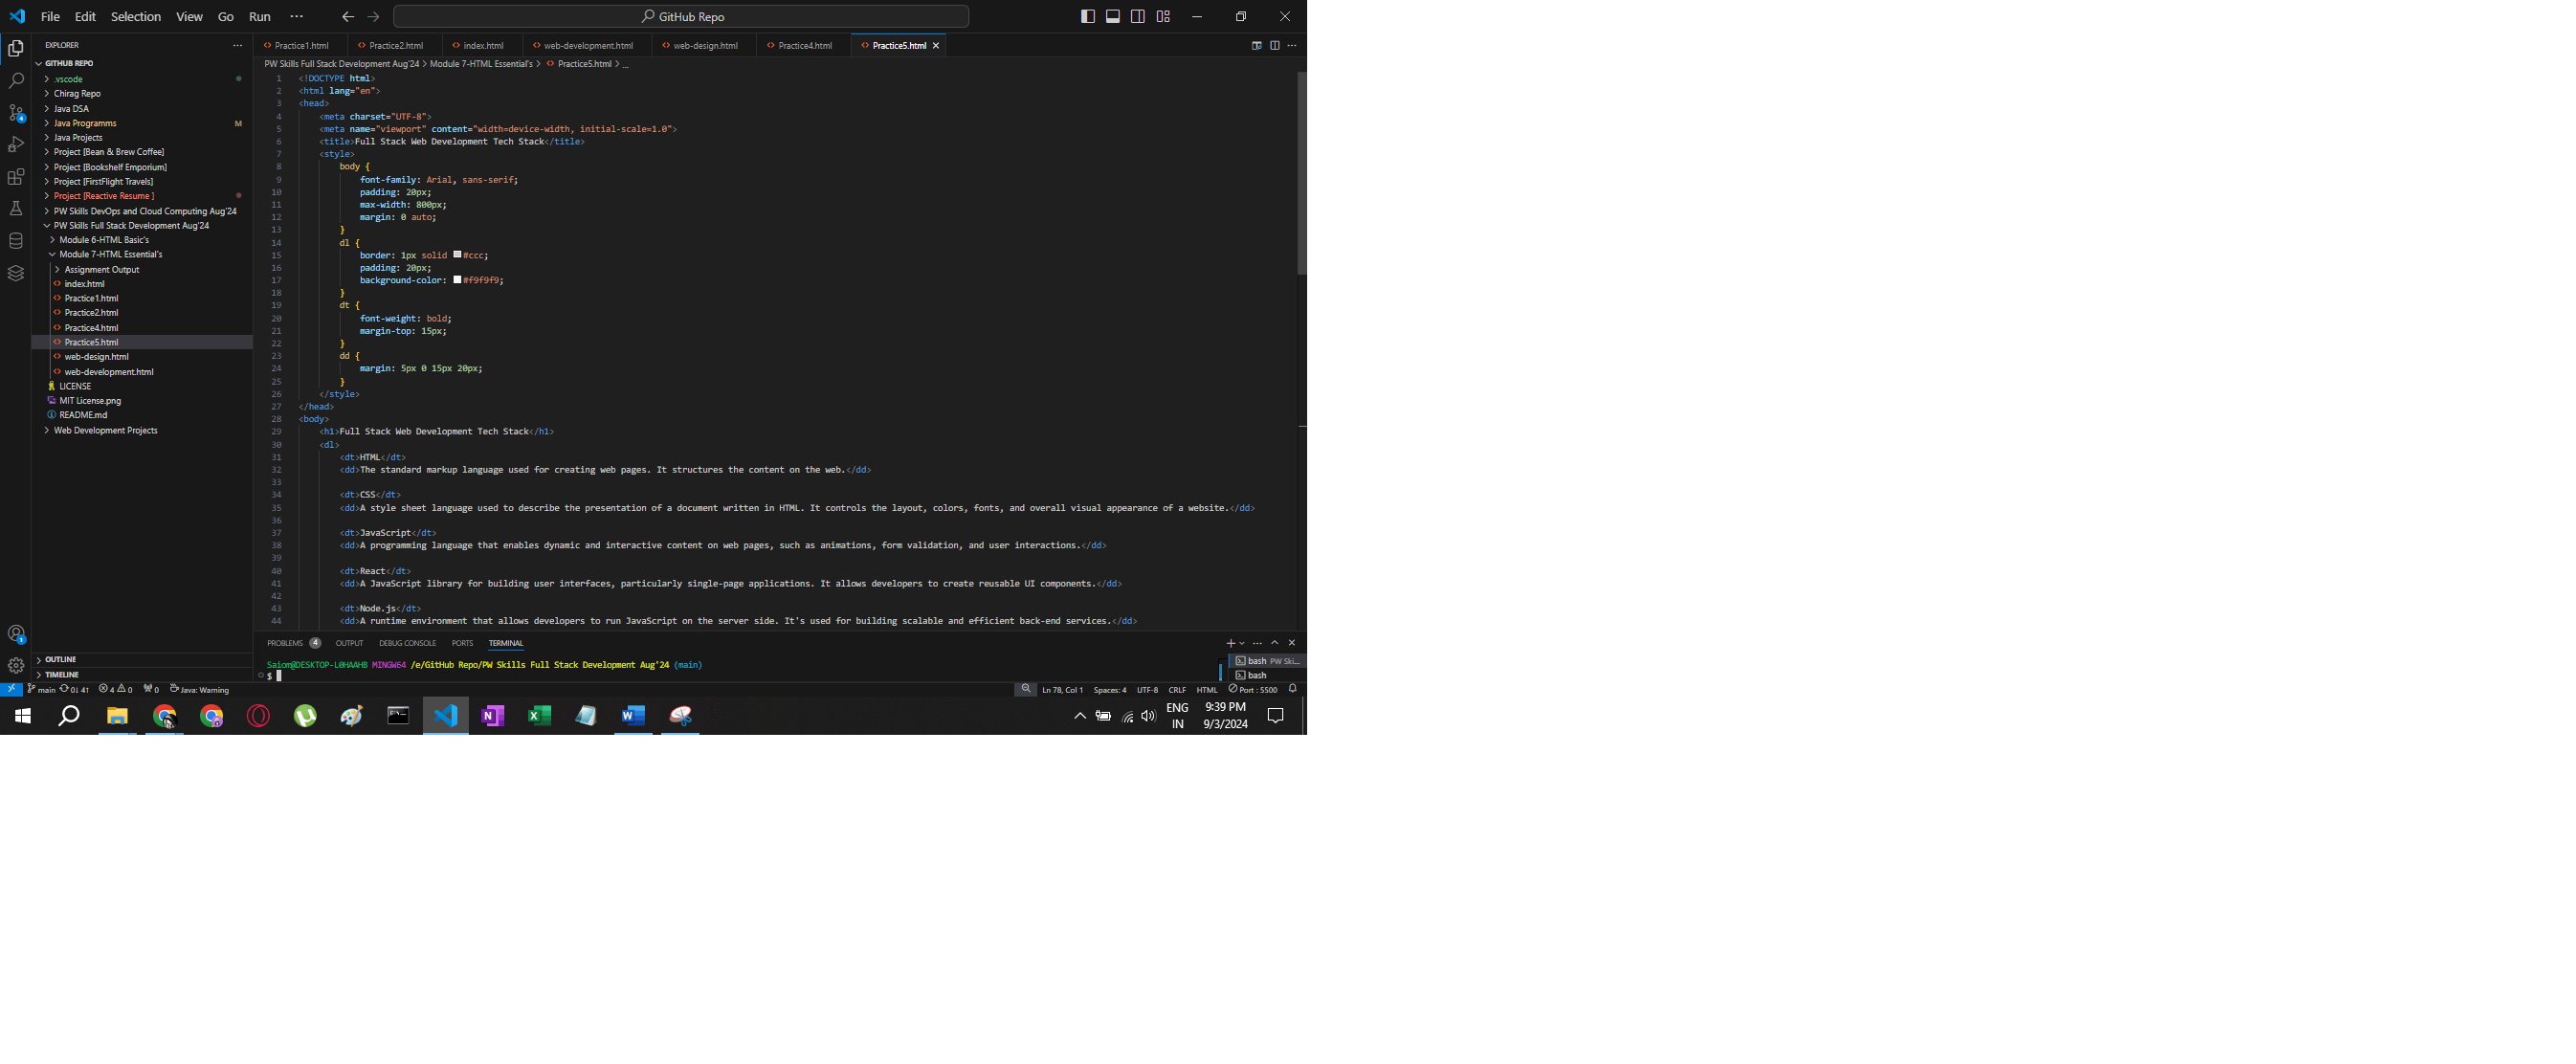 File Edit Selection View Go Run ··· GitHub Repo
EXPLORER ···
GITHUB REPO
.vscode
Chirag Repo
Java DSA
Java Programms M
Java Projects
Project [Bean & Brew Coffee]
Project [Bookshelf Emporium]
Project [FirstFlight Travels]
Project [Reactive Resume ]
PW Skills DevOps and Cloud Computing Aug'24
PW Skills Full Stack Development Aug'24
Module 6-HTML Basic's
Module 7-HTML Essential's
Assignment Output
index.html
Practice1.html
Practice2.html
Practice4.html
Practice5.html
web-design.html
web-development.html
LICENSE
MIT License.png
README.md
Web Development Projects
OUTLINE
TIMELINE
4
1
Practice1.html Practice2.html index.html web-development.html web-design.html Practice4.html Practice5.html
PW Skills Full Stack Development Aug'24 > Module 7-HTML Essential's > Practice5.html > ...
1 <!DOCTYPE html>
2 <html lang="en">
3 <head>
4 <meta charset="UTF-8">
5 <meta name="viewport" content="width=device-width, initial-scale=1.0">
6 <title>Full Stack Web Development Tech Stack</title>
7 <style>
8 body {
9 font-family: Arial, sans-serif;
10 padding: 20px;
11 max-width: 800px;
12 margin: 0 auto;
13 }
14 dl {
15 border: 1px solid #ccc;
16 padding: 20px;
17 background-color: #f9f9f9;
18 }
19 dt {
20 font-weight: bold;
21 margin-top: 15px;
22 }
23 dd {
24 margin: 5px 0 15px 20px;
25 }
26 </style>
27 </head>
28 <body>
29 <h1>Full Stack Web Development Tech Stack</h1>
30 <dl>
31 <dt>HTML</dt>
32 <dd>The standard markup language used for creating web pages. It structures the content on the web.</dd>
33
34 <dt>CSS</dt>
35 <dd>A style sheet language used to describe the presentation of a document written in HTML. It controls the layout, colors, fonts, and overall visual appearance of a website.</dd>
36
37 <dt>JavaScript</dt>
38 <dd>A programming language that enables dynamic and interactive content on web pages, such as animations, form validation, and user interactions.</dd>
39
40 <dt>React</dt>
41 <dd>A JavaScript library for building user interfaces, particularly single-page applications. It allows developers to create reusable UI components.</dd>
42
43 <dt>Node.js</dt>
44 <dd>A runtime environment that allows developers to run JavaScript on the server side. It's used for building scalable and efficient back-end services.</dd>
PROBLEMS 4 OUTPUT DEBUG CONSOLE PORTS TERMINAL
Saiom@DESKTOP-L0HAAHB MINGW64 /e/GitHub Repo/PW Skills Full Stack Development Aug'24 (main)
$
bash PW Ski...
bash
main 0↓ 4↑ 4 0 0 Java: Warning Ln 78, Col 1 Spaces: 4 UTF-8 CRLF HTML Port : 5500
ENG
IN
9:39 PM
9/3/2024